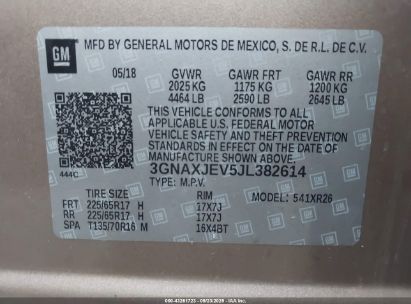 GM
MFD BY GENERAL MOTORS DE MEXICO, S. DE R.L. DE C.V.
05/18 GVWR GAWR FRT GAWR RR
2025 KG 1175 KG 1200 KG
4464 LB 2590 LB 2645 LB
THIS VEHICLE CONFORMS TO ALL
APPLICABLE U.S. FEDERAL MOTOR
VEHICLE SAFETY AND THEFT PREVENTION
STANDARDS IN EFFECT ON THE DATE OF
MANUFACTURE SHOWN ABOVE.
444C 3GNAXJEV5JL382614
TYPE: M.P.V. MODEL: 541XR26
TIRE SIZE RIM
FRT 225/65R17 H 17X7J
RR 225/65R17 H 17X7J
SPA T135/70R16 M 16X4BT